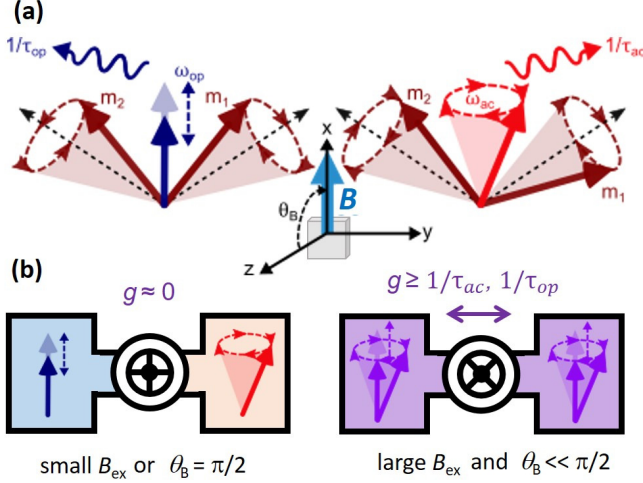 (a)
1/τop
ωop
m2
m1
1/τac
ωac
m2
m1
x
B
θB
y
z
(b)
g ≈ 0
g ≥ 1/τac, 1/τop
small Bex or θB = π/2
large Bex and θB << π/2